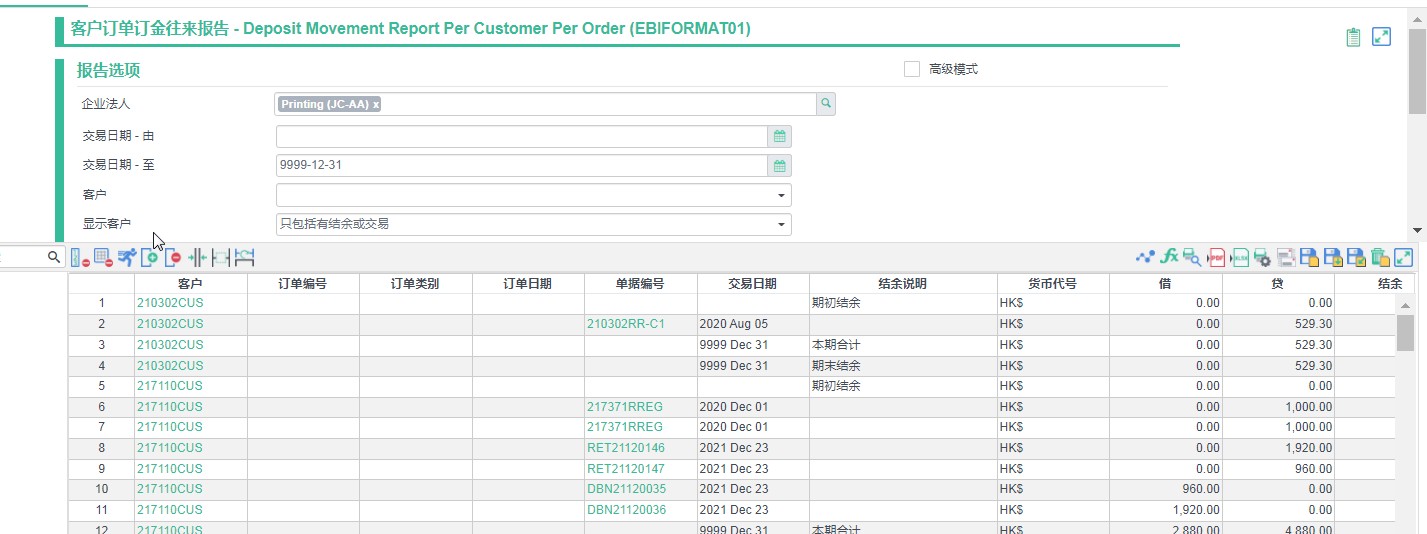 客户订单订金往来报告 - Deposit Movement Report Per Customer Per Order (EBIFORMAT01)
报告选项
高级模式
企业法人 Printing (JC-AA) x
交易日期 - 由
交易日期 - 至 9999-12-31
客户
显示客户 只包括有结余或交易
客户 订单编号 订单类别 订单日期 单据编号 交易日期 结余说明 货币代号 借 贷 结余
1 210302CUS 期初结余 HK$ 0.00 0.00
2 210302CUS 210302RR-C1 2020 Aug 05 HK$ 0.00 529.30
3 210302CUS 9999 Dec 31 本期合计 HK$ 0.00 529.30
4 210302CUS 9999 Dec 31 期末结余 HK$ 0.00 529.30
5 217110CUS 期初结余 HK$ 0.00 0.00
6 217110CUS 217371RREG 2020 Dec 01 HK$ 0.00 1,000.00
7 217110CUS 217371RREG 2020 Dec 01 HK$ 0.00 1,000.00
8 217110CUS RET21120146 2021 Dec 23 HK$ 0.00 1,920.00
9 217110CUS RET21120147 2021 Dec 23 HK$ 0.00 960.00
10 217110CUS DBN21120035 2021 Dec 23 HK$ 960.00 0.00
11 217110CUS DBN21120036 2021 Dec 23 HK$ 1,920.00 0.00
12 217110CUS 9999 Dec 31 本期合计 HK$ 2,880.00 4,880.00